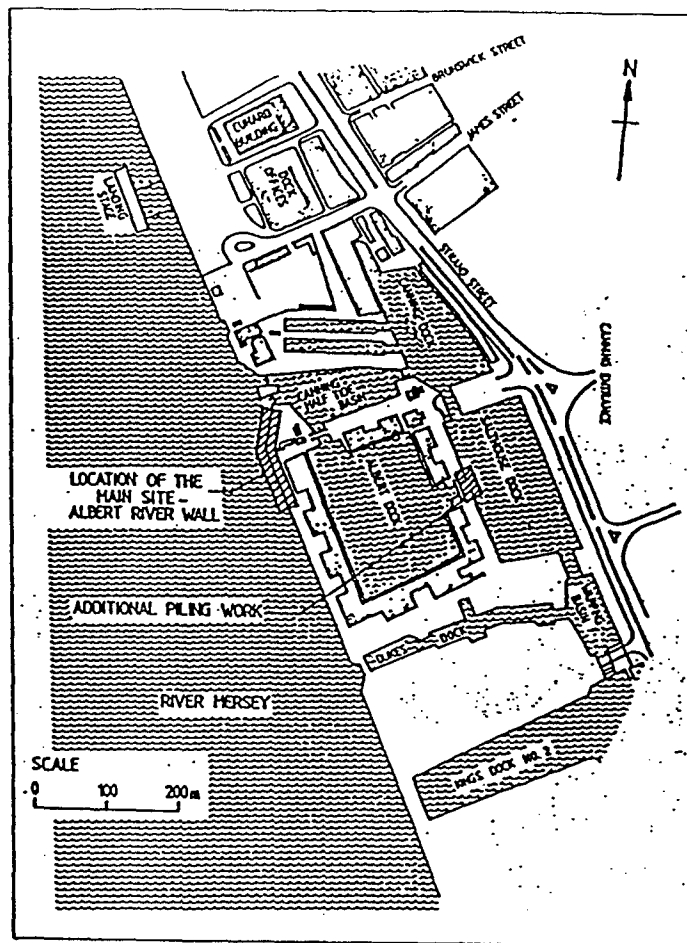 BRUNSWICK STREET
N
JAMES STREET
CUNARD
BUILDING
DOCK
OFFICES
LANDING
STAGE
STRAND STREET
CANNING DOCK
CANNING
HALF TIDE
BASIN
SALTHOUSE DOCK
ALBERT DOCK
LOCATION OF THE
MAIN SITE -
ALBERT RIVER WALL
ADDITIONAL PILING WORK
WAPPING
BASIN
DUKES DOCK
RIVER MERSEY
KINGS DOCK NO. 2
SCALE
0 100 200m